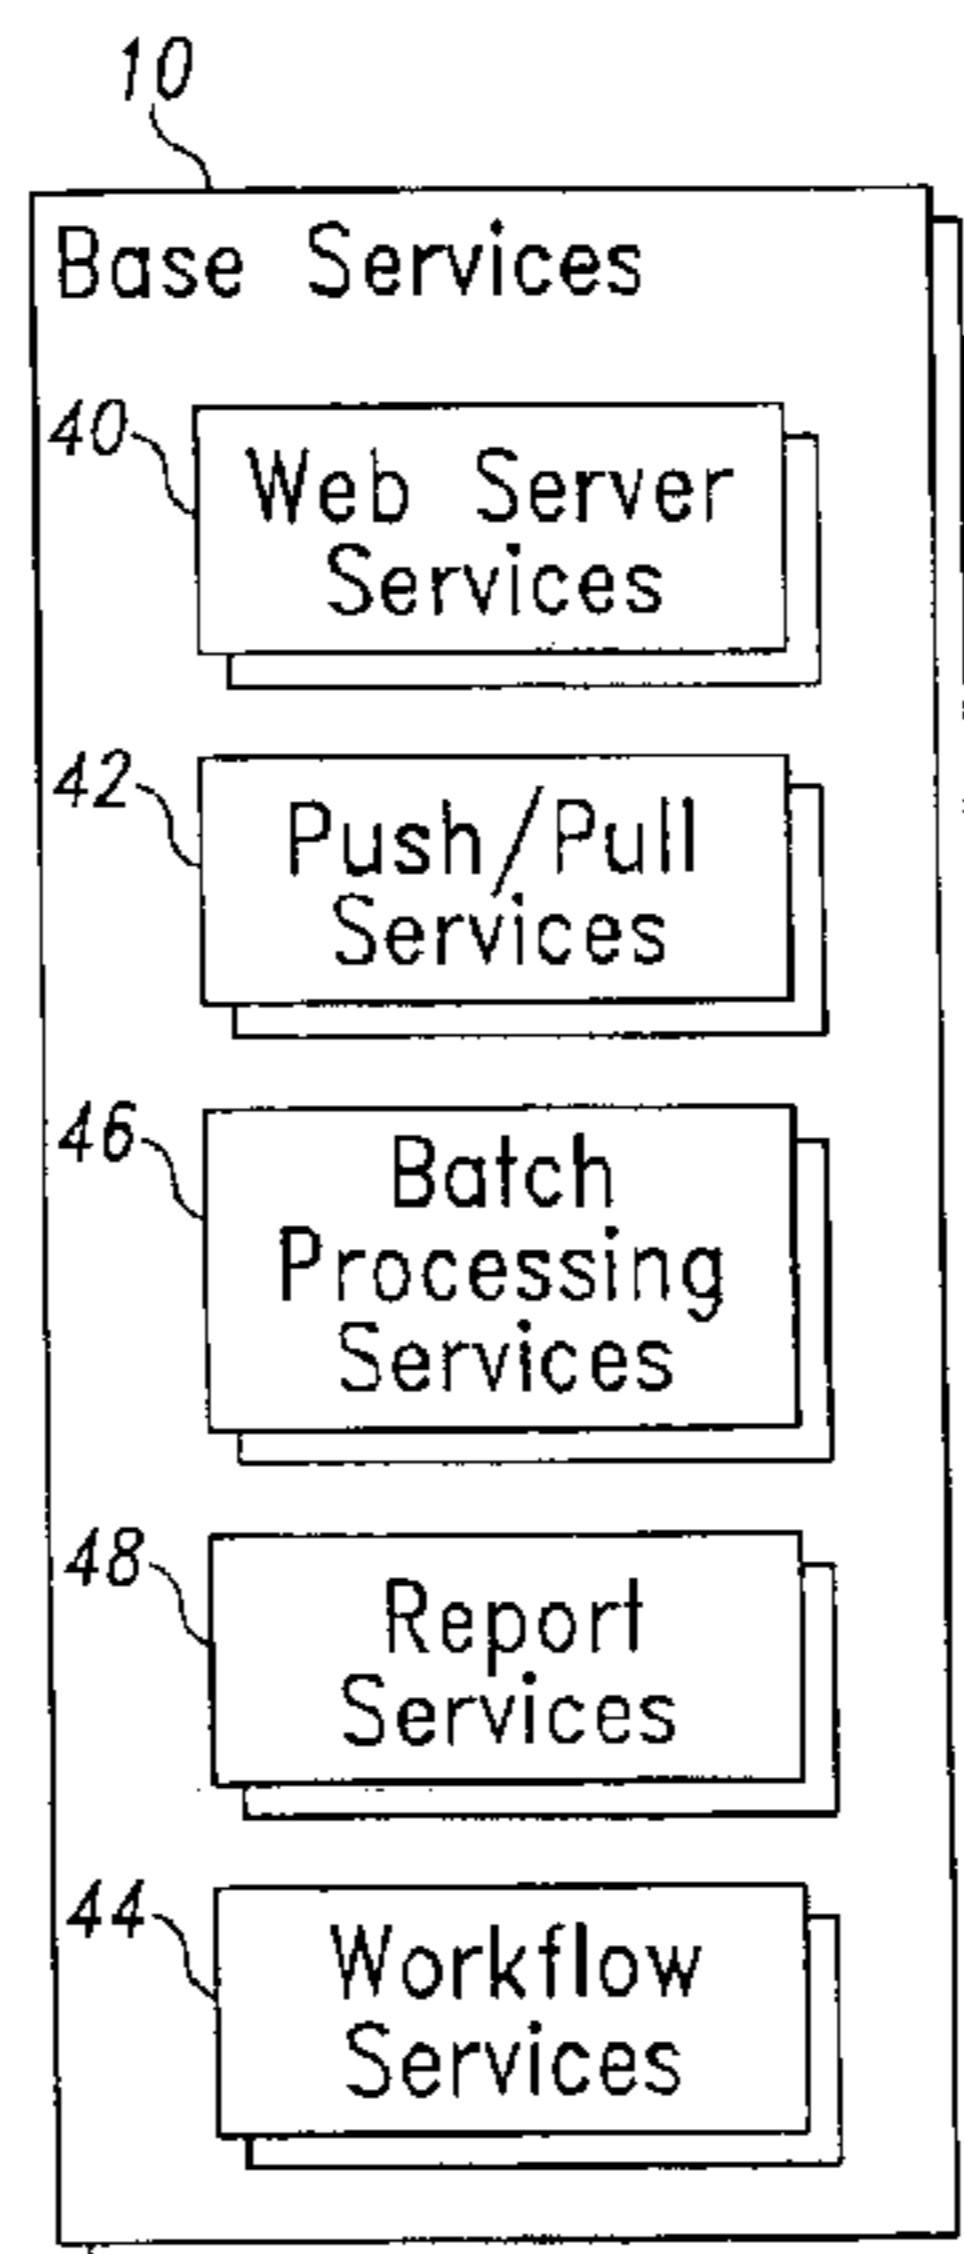 10
Base Services
40
Web Server
Services
42
Push/Pull
Services
46
Batch
Processing
Services
48
Report
Services
44
Workflow
Services